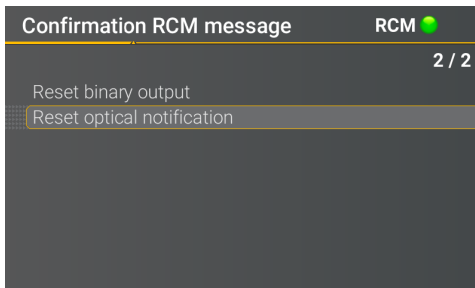 Confirmation RCM message RCM
2 / 2
Reset binary output
Reset optical notification